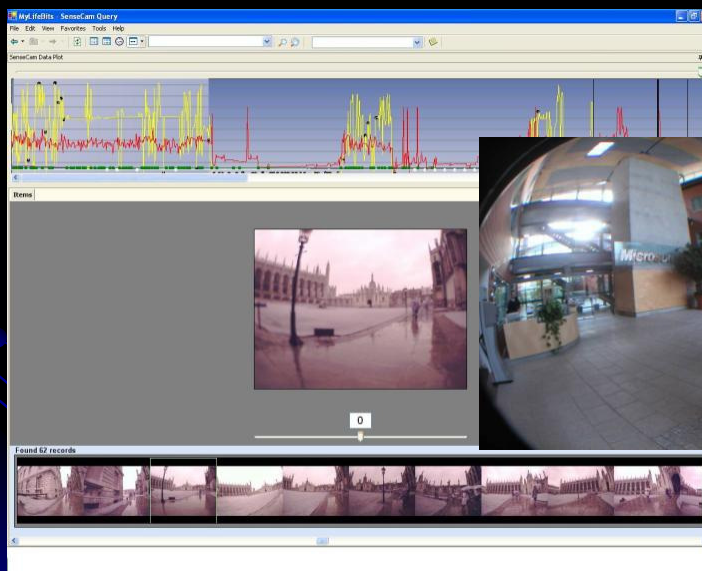 MyLifeBits SenseCam Query
File Edit View Favorites Tools Help
SenseCam Data Plot
Items
Micro
0
Found 62 records